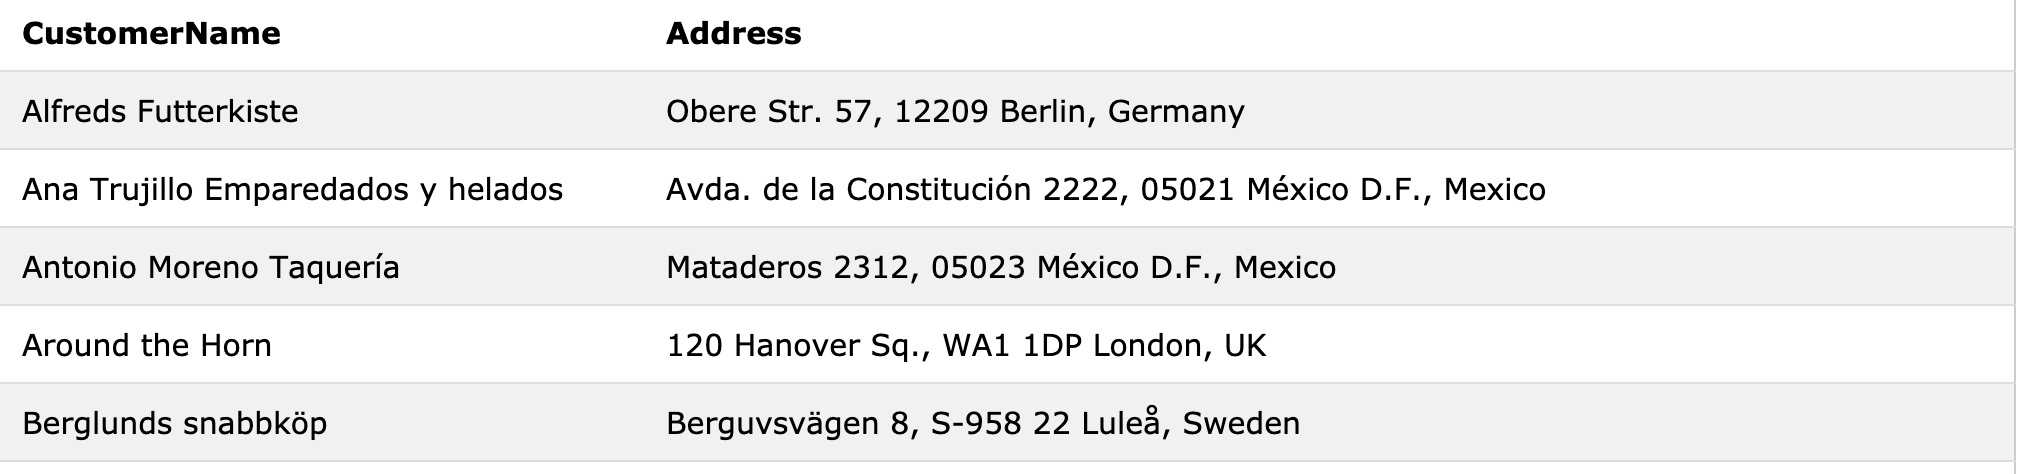 CustomerName Address
Alfreds Futterkiste Obere Str. 57, 12209 Berlin, Germany
Ana Trujillo Emparedados y helados Avda. de la Constitución 2222, 05021 México D.F., Mexico
Antonio Moreno Taquería Mataderos 2312, 05023 México D.F., Mexico
Around the Horn 120 Hanover Sq., WA1 1DP London, UK
Berglunds snabbköp Berguvsvägen 8, S-958 22 Luleå, Sweden